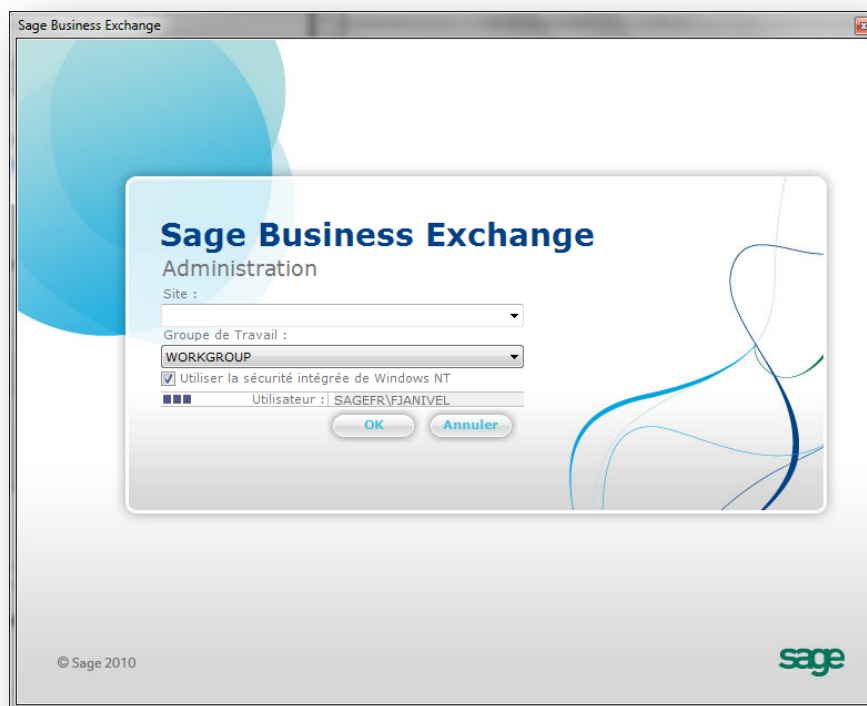 Sage Business Exchange
Sage Business Exchange
Administration
Site :
Groupe de Travail :
WORKGROUP
Utiliser la sécurité intégrée de Windows NT
Utilisateur : SAGEFR\FJANIVEL
OK Annuler
© Sage 2010
sage